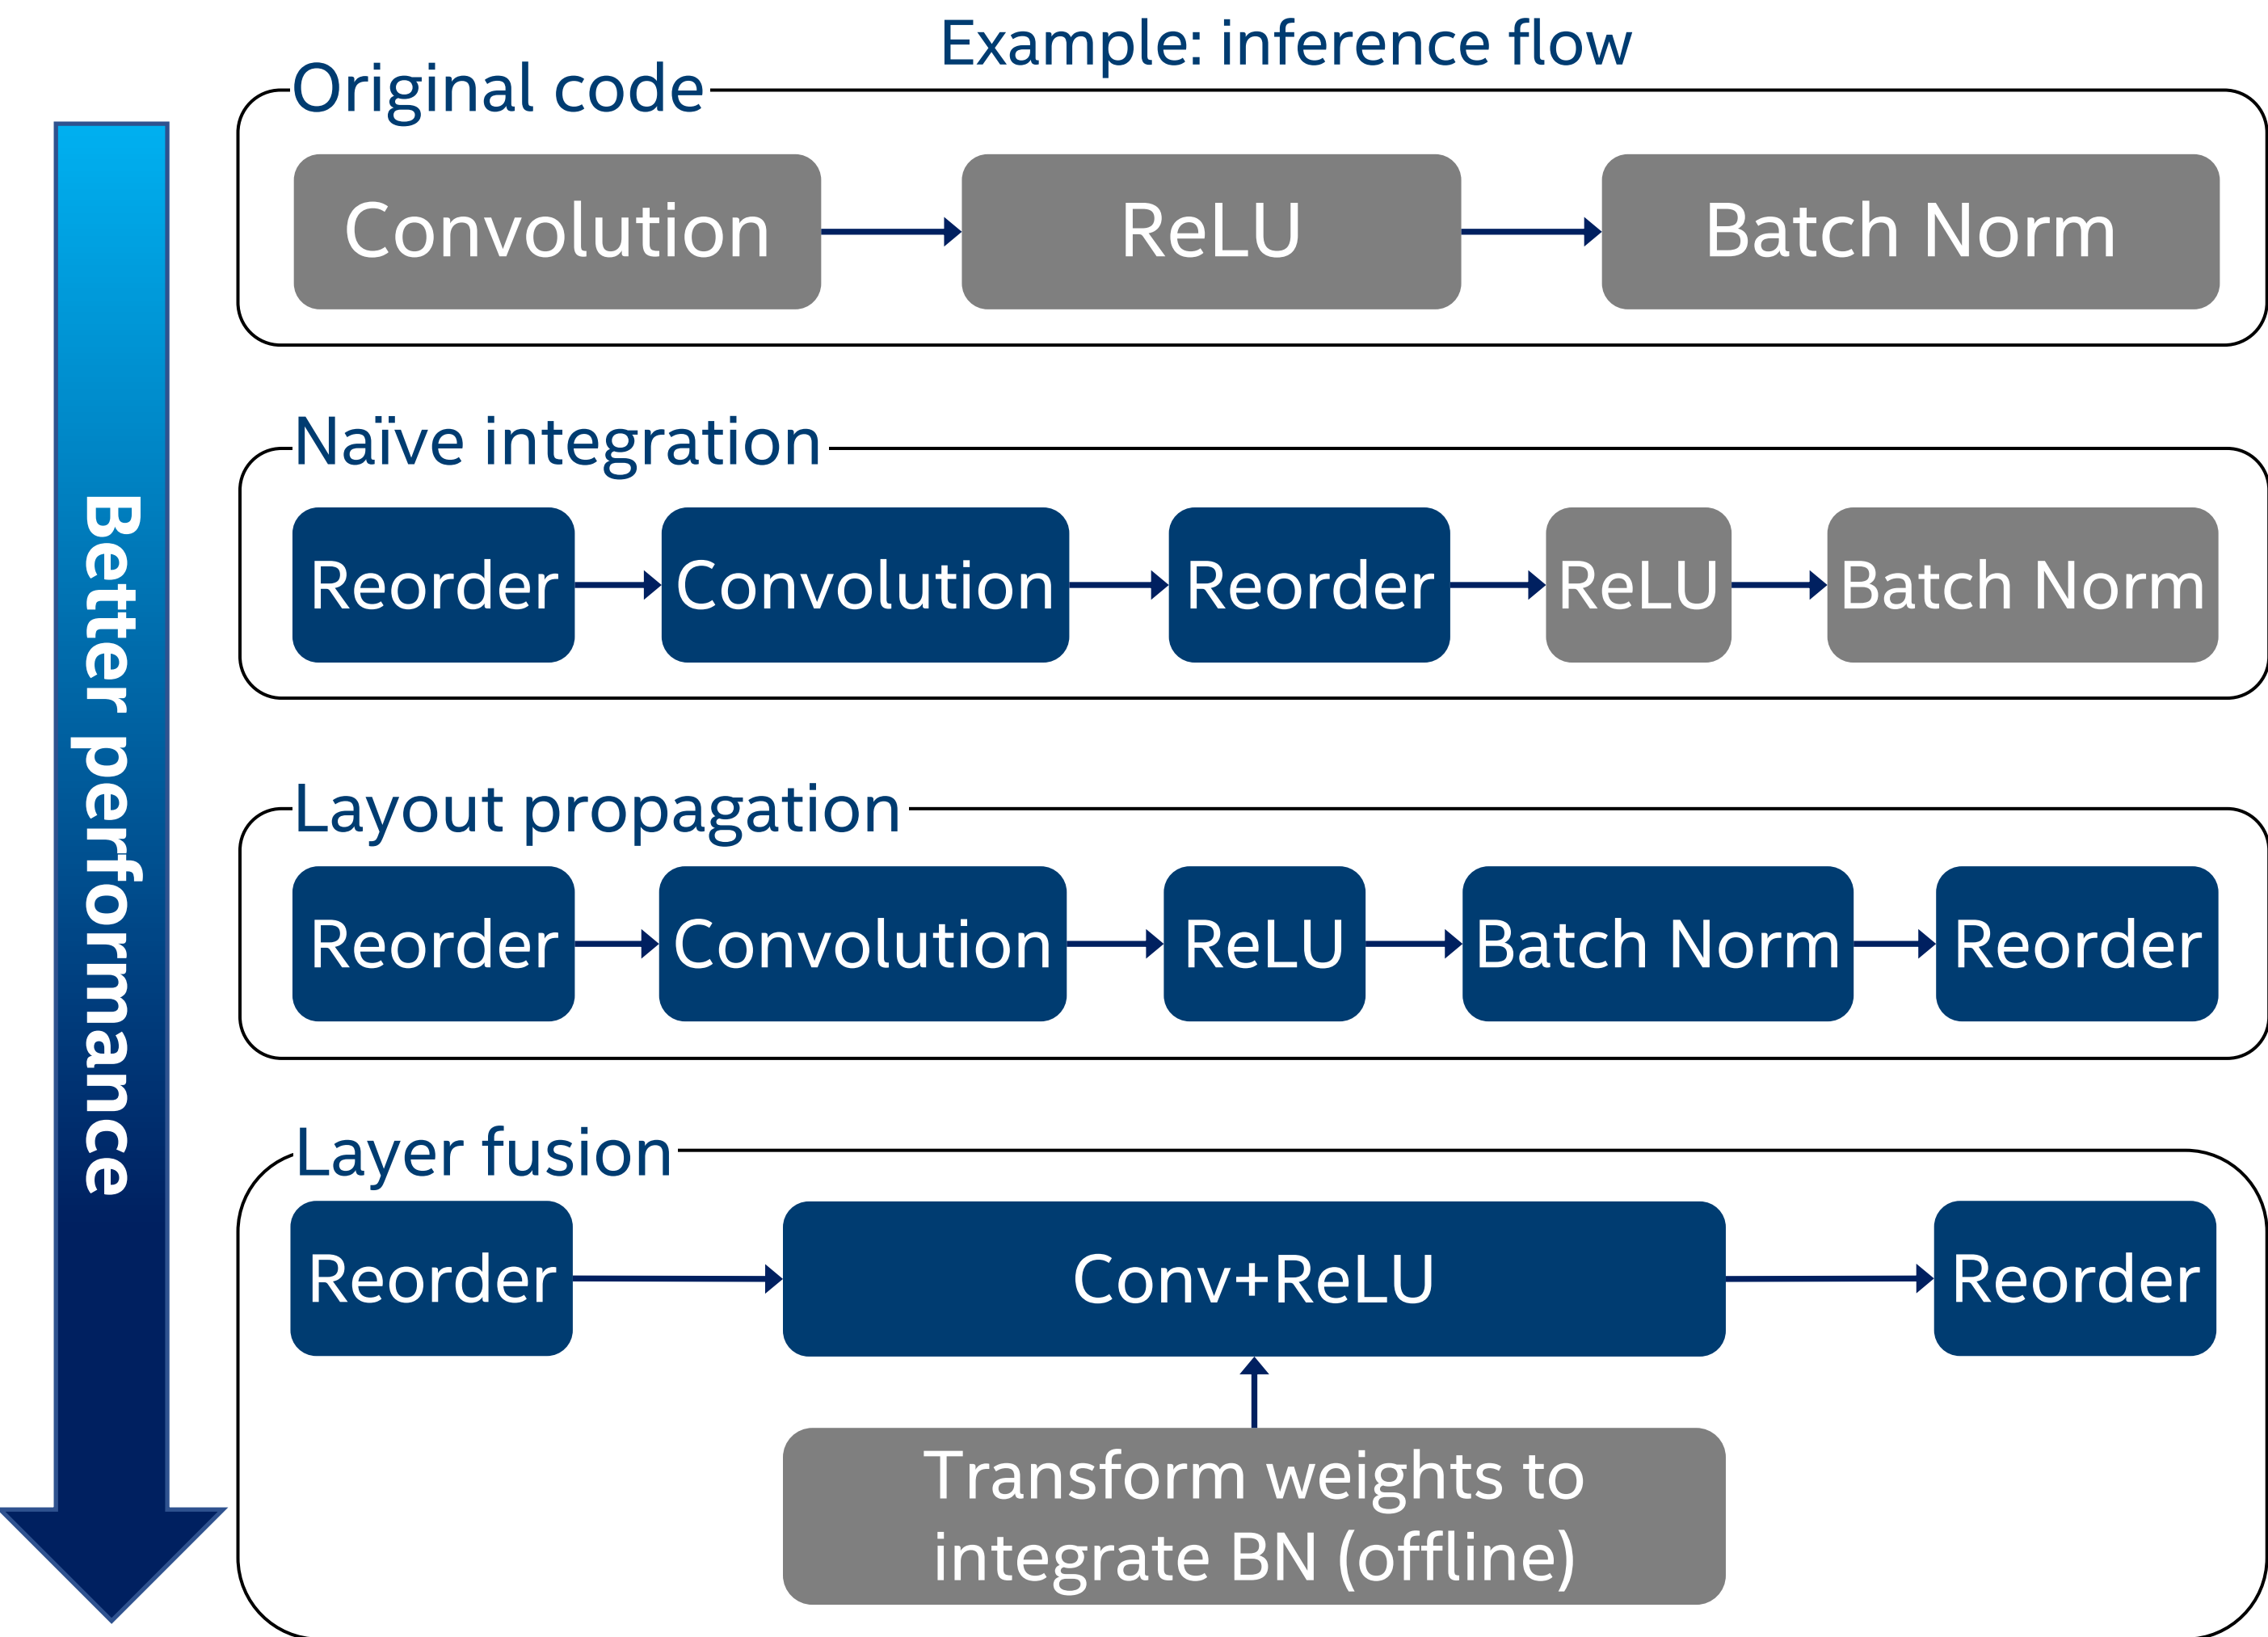 Example: inference flow
Original code
Convolution
ReLU
Batch Norm
Naïve integration
Reorder
Convolution
Reorder
ReLU
Batch Norm
Better performance
Layout propagation
Reorder
Convolution
ReLU
Batch Norm
Reorder
Layer fusion
Reorder
Conv+ReLU
Reorder
Transform weights to
integrate BN (offline)